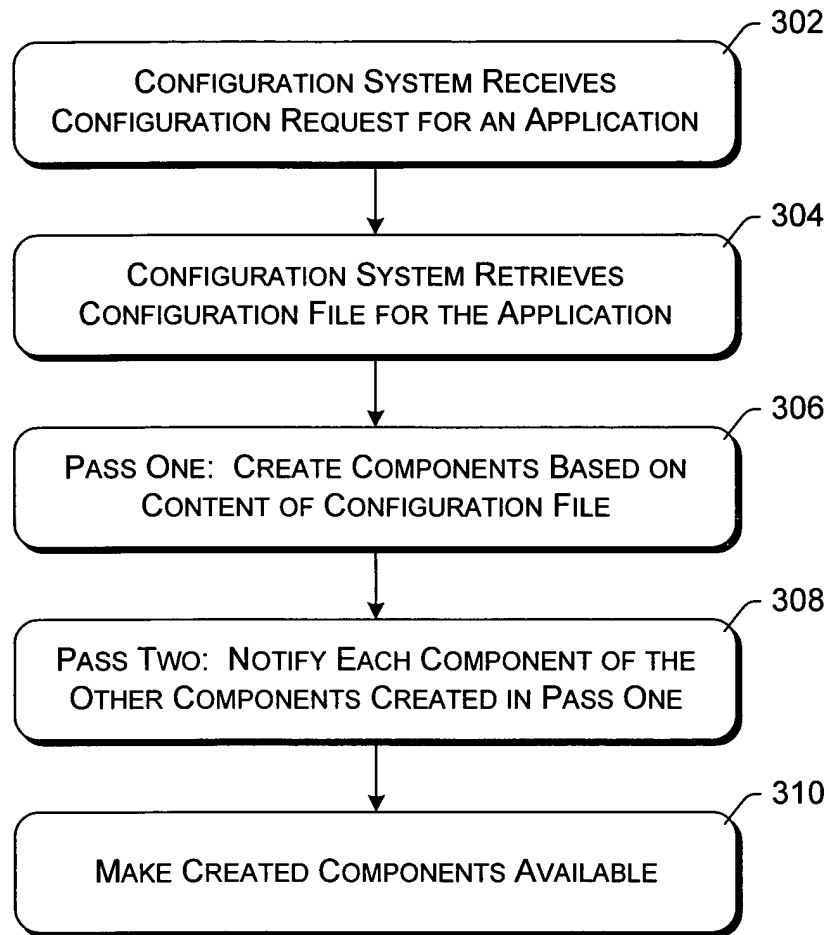 302
CONFIGURATION SYSTEM RECEIVES
CONFIGURATION REQUEST FOR AN APPLICATION
304
CONFIGURATION SYSTEM RETRIEVES
CONFIGURATION FILE FOR THE APPLICATION
306
PASS ONE: CREATE COMPONENTS BASED ON
CONTENT OF CONFIGURATION FILE
308
PASS TWO: NOTIFY EACH COMPONENT OF THE
OTHER COMPONENTS CREATED IN PASS ONE
310
MAKE CREATED COMPONENTS AVAILABLE